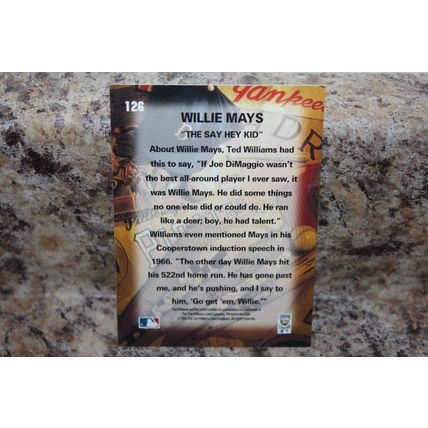 Yankees
126
WILLIE MAYS
"THE SAY HEY KID"
About Willie Mays, Ted Williams had
this to say, "If Joe DiMaggio wasn't
the best all-around player I ever saw, it
was Willie Mays. He did some things
no one else did or could do. He ran
like a deer; boy, he had talent."
Williams even mentioned Mays in his
Cooperstown induction speech in
1966. "The other day Willie Mays hit
his 522nd home run. He has gone past
me, and he's pushing, and I say to
him, 'Go get 'em, Willie.'"